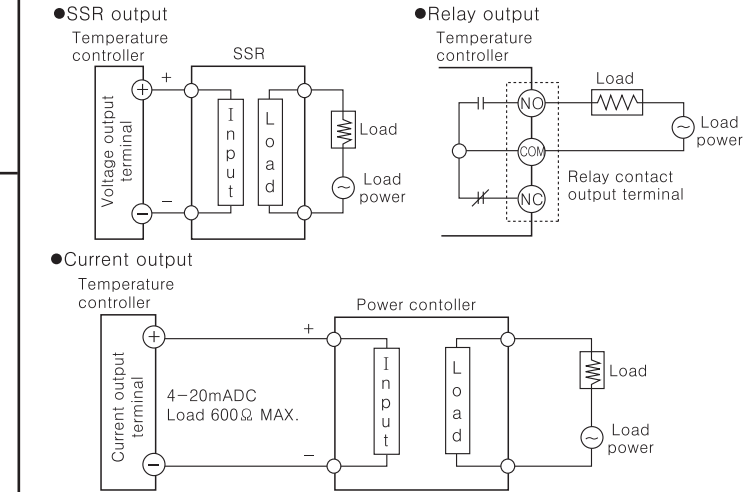 ●SSR output
Temperature
controller
SSR
+
+
Voltage output
terminal
Input
Load
Load
Load
power
−
−
●Relay output
Temperature
controller
Load
NO
COM
NC
Load
power
Relay contact
output terminal
●Current output
Temperature
controller
Power contoller
+
+
Current output
terminal
4−20mADC
Load 600Ω MAX.
Input
Load
Load
Load
power
−
−